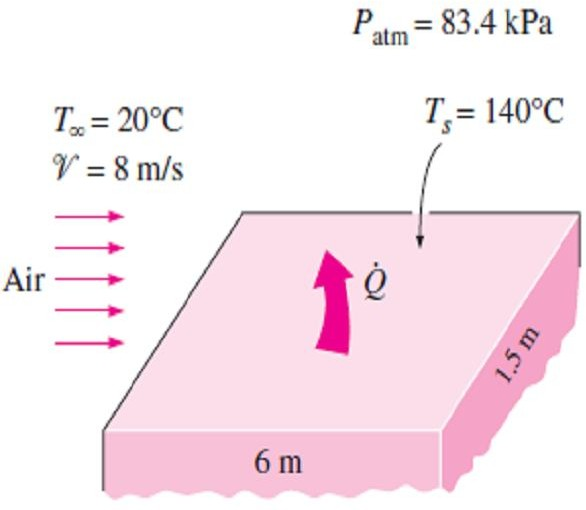 P_atm = 83.4 kPa
T_∞ = 20°C
T_s = 140°C
𝒱 = 8 m/s
Air
Q̇
1.5 m
6 m